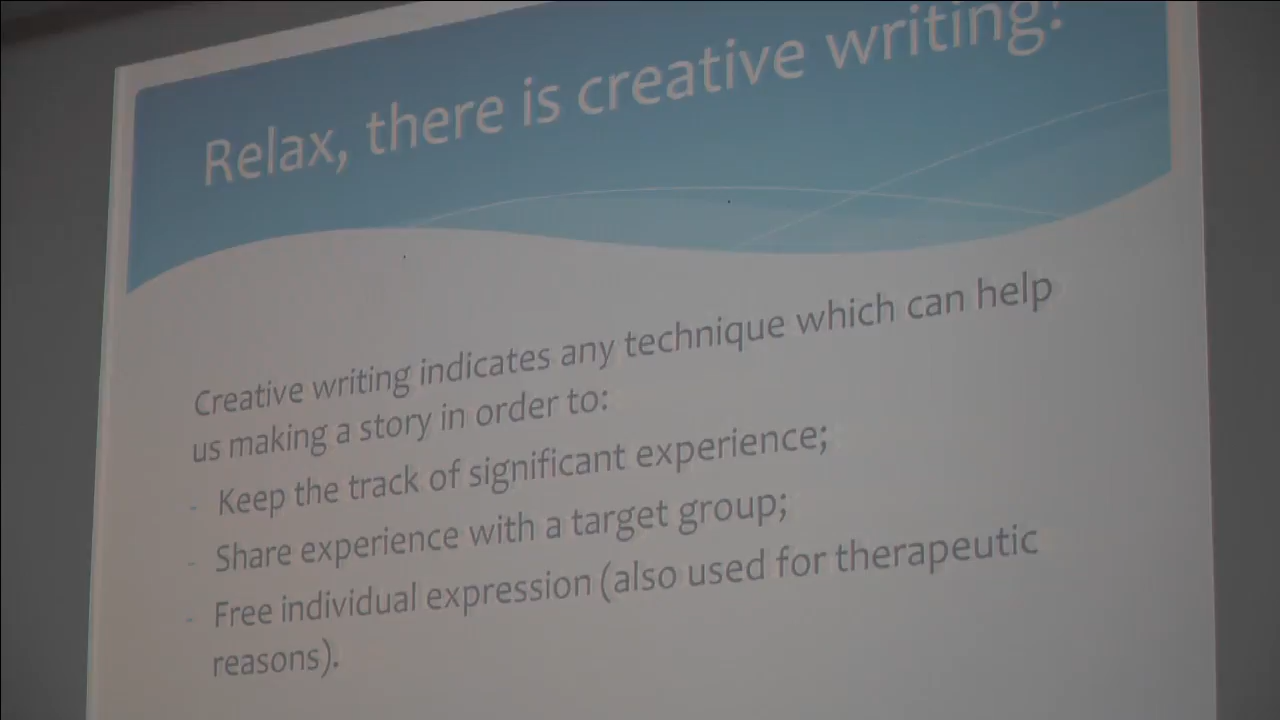 Relax, there is creative writing!
Creative writing indicates any technique which can help
us making a story in order to:
- Keep the track of significant experience;
- Share experience with a target group;
- Free individual expression (also used for therapeutic
reasons).